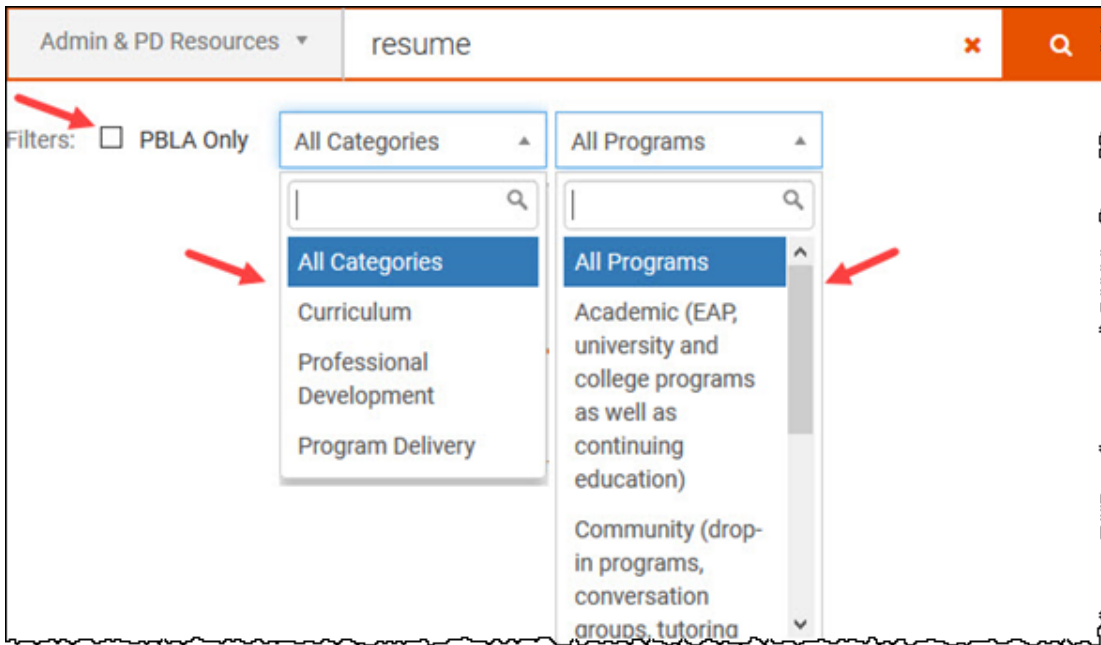 Admin & PD Resources
resume
Filters:
PBLA Only
All Categories
All Programs
All Categories
Curriculum
Professional
Development
Program Delivery
All Programs
Academic (EAP,
university and
college programs
as well as
continuing
education)
Community (drop-
in programs,
conversation
groups, tutoring